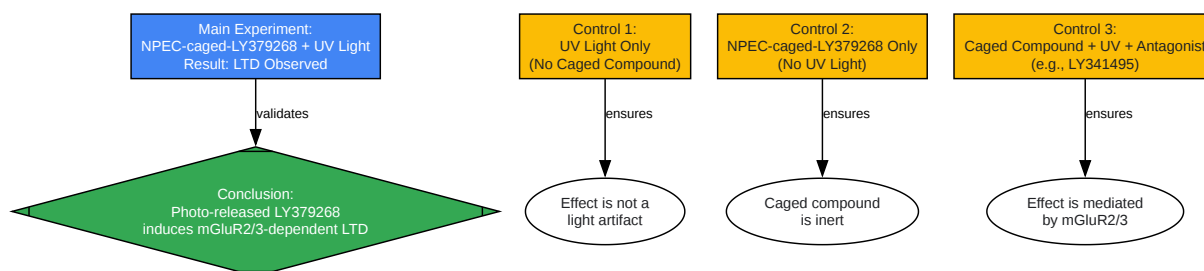 Main Experiment:
NPEC-caged-LY379268 + UV Light
Result: LTD Observed
validates
Conclusion:
Photo-released LY379268
induces mGluR2/3-dependent LTD
Control 1:
UV Light Only
(No Caged Compound)
ensures
Effect is not a
light artifact
Control 2:
NPEC-caged-LY379268 Only
(No UV Light)
ensures
Caged compound
is inert
Control 3:
Caged Compound + UV + Antagonist
(e.g., LY341495)
ensures
Effect is mediated
by mGluR2/3